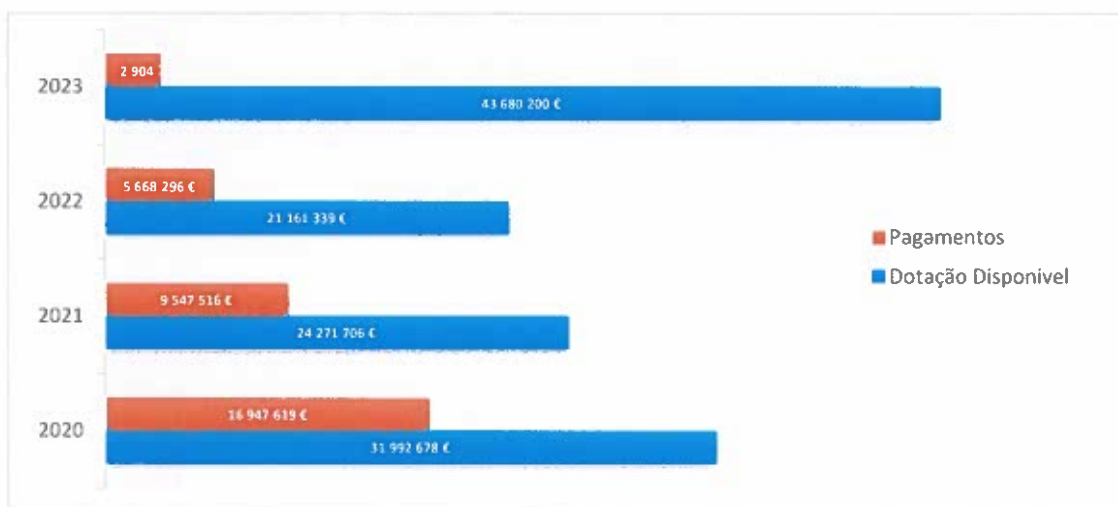 2023
2 904
43 680 200 €
2022
5 668 296 €
21 161 339 €
Pagamentos
Dotação Disponível
2021
9 547 516 €
24 271 706 €
2020
16 947 619 €
31 992 678 €